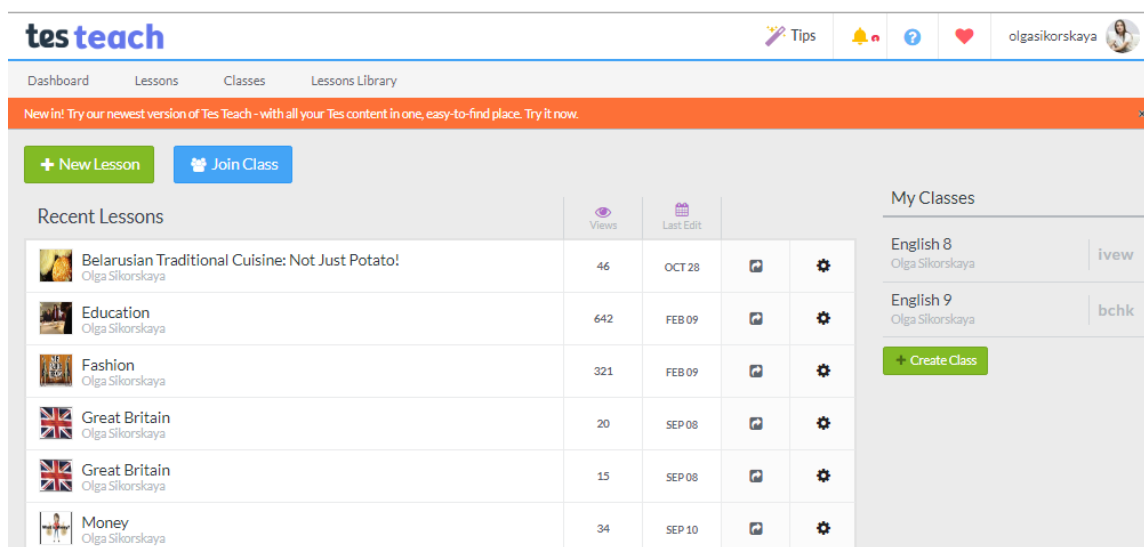 tes teach
Tips
olgasikorskaya
Dashboard Lessons Classes Lessons Library
New in! Try our newest version of Tes Teach - with all your Tes content in one, easy-to-find place. Try it now.
+ New Lesson
Join Class
Recent Lessons
Views
Last Edit
Belarusian Traditional Cuisine: Not Just Potato!
Olga Sikorskaya
46 OCT 28
Education
Olga Sikorskaya
642 FEB 09
Fashion
Olga Sikorskaya
321 FEB 09
Great Britain
Olga Sikorskaya
20 SEP 08
Great Britain
Olga Sikorskaya
15 SEP 08
Money
Olga Sikorskaya
34 SEP 10
My Classes
English 8
Olga Sikorskaya
ivew
English 9
Olga Sikorskaya
bchk
+ Create Class